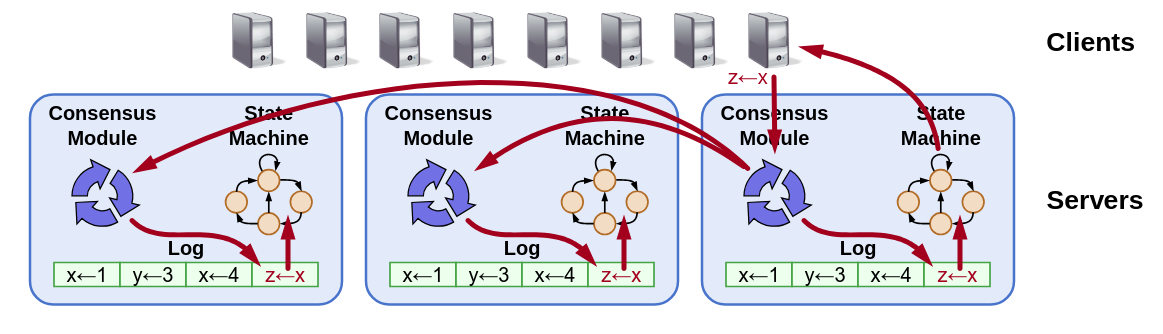 Clients
z←x
Consensus
Module
State
Machine
Consensus
Module
State
Machine
Consensus
Module
State
Machine
Servers
Log
Log
Log
x←1 y←3 x←4 z←x
x←1 y←3 x←4 z←x
x←1 y←3 x←4 z←x